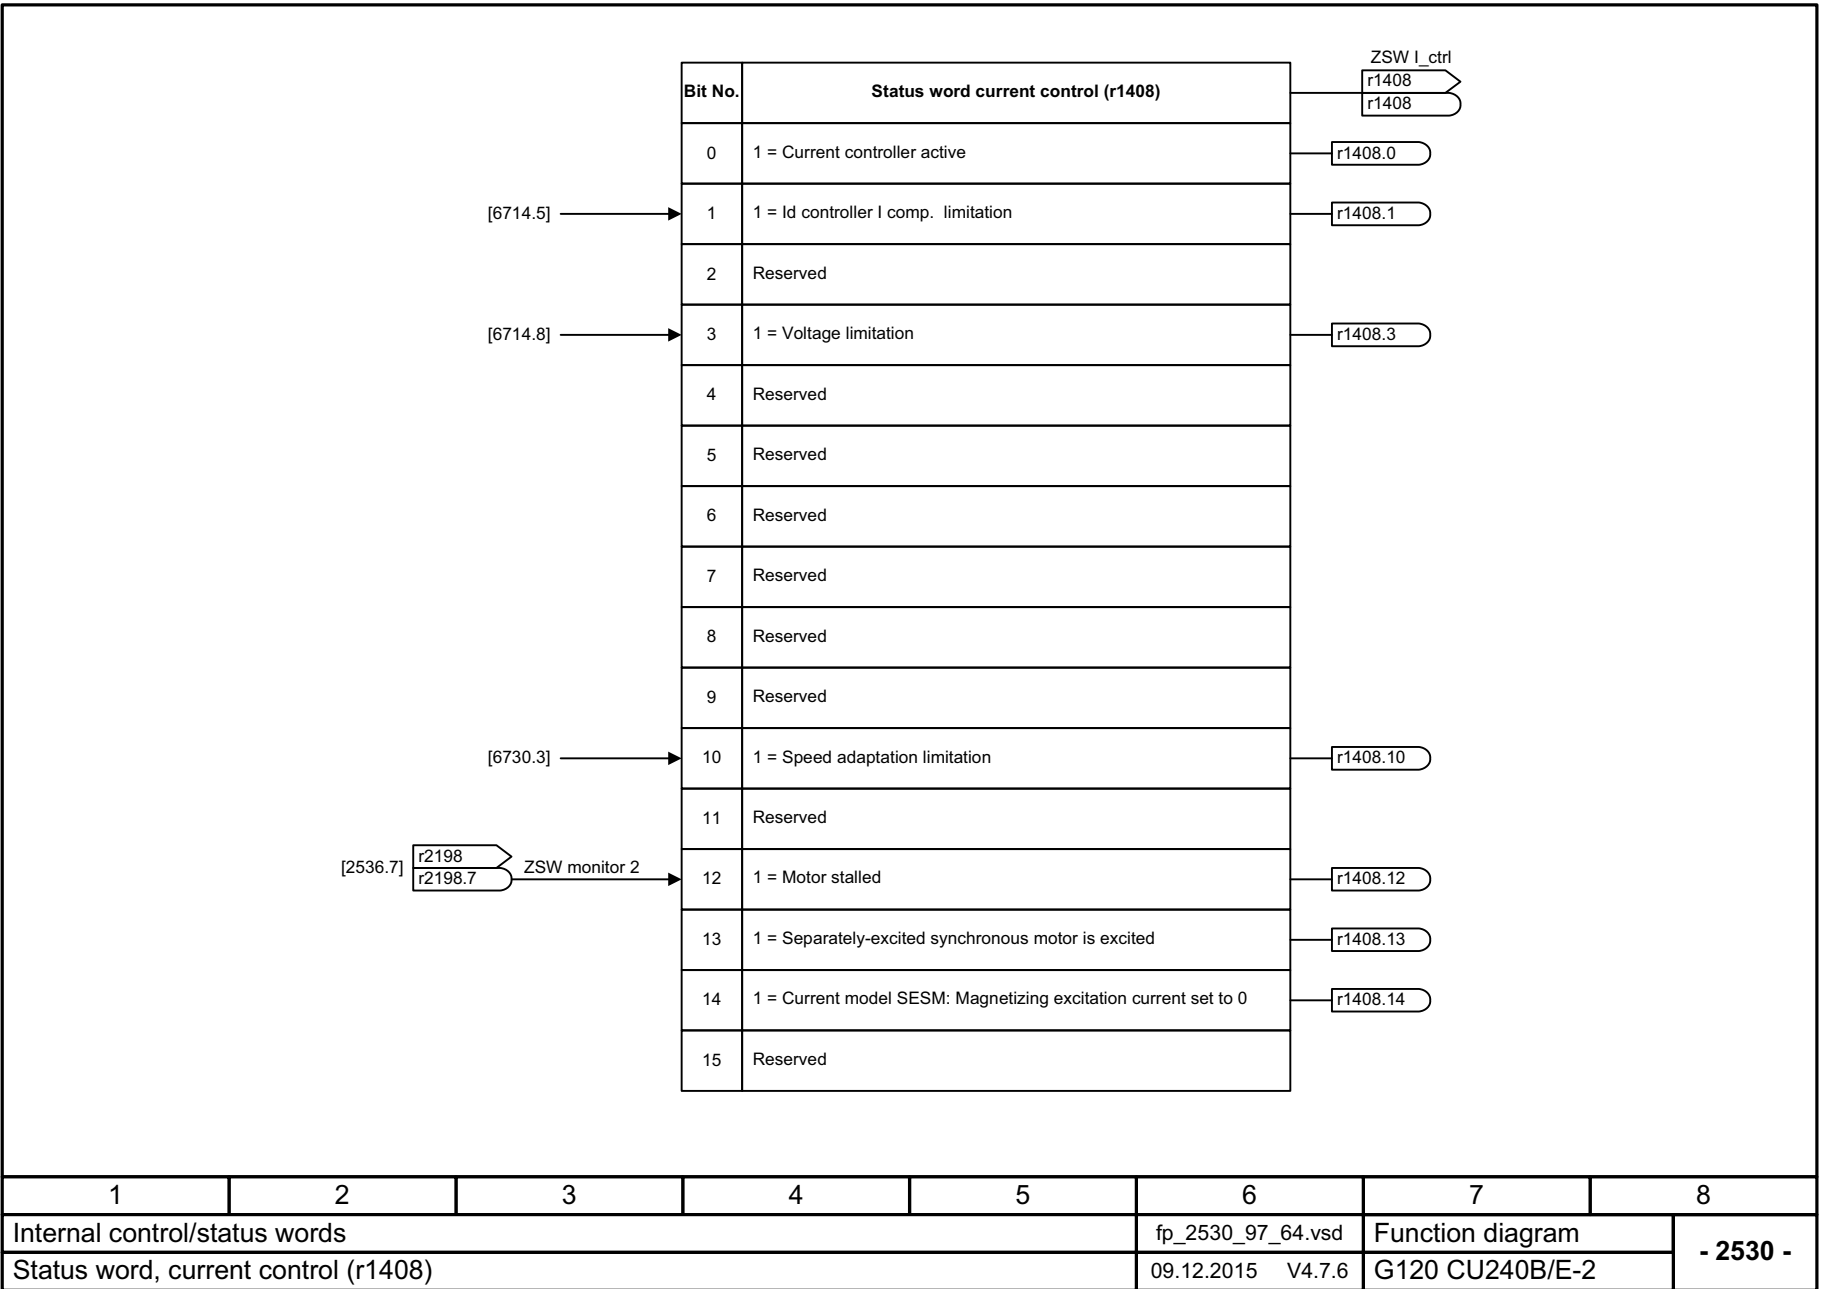 ZSW I_ctrl
Bit No. Status word current control (r1408) r1408
r1408
0 1 = Current controller active r1408.0
[6714.5] 1 1 = Id controller I comp. limitation r1408.1
2 Reserved
[6714.8] 3 1 = Voltage limitation r1408.3
4 Reserved
5 Reserved
6 Reserved
7 Reserved
8 Reserved
9 Reserved
[6730.3] 10 1 = Speed adaptation limitation r1408.10
11 Reserved
[2536.7] r2198
r2198.7 ZSW monitor 2 12 1 = Motor stalled r1408.12
13 1 = Separately-excited synchronous motor is excited r1408.13
14 1 = Current model SESM: Magnetizing excitation current set to 0 r1408.14
15 Reserved
1 2 3 4 5 6 7 8
Internal control/status words fp_2530_97_64.vsd Function diagram - 2530 -
Status word, current control (r1408) 09.12.2015 V4.7.6 G120 CU240B/E-2